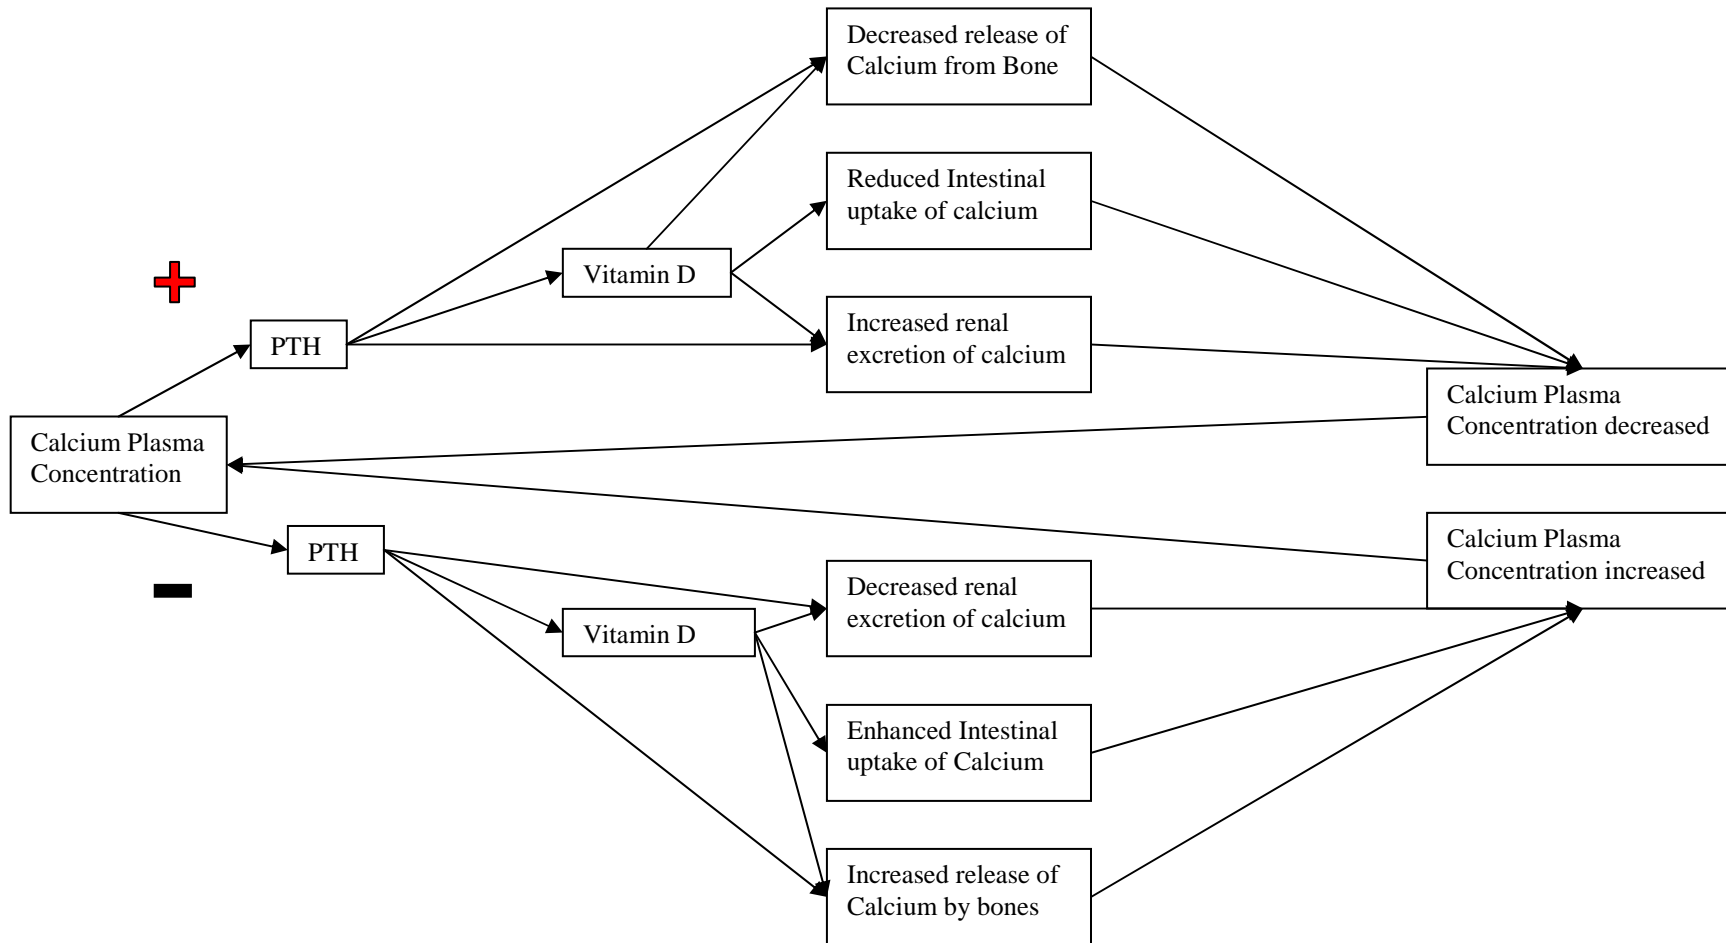 Decreased release of
Calcium from Bone
Reduced Intestinal
uptake of calcium
Vitamin D
Increased renal
excretion of calcium
PTH
Calcium Plasma
Concentration decreased
Calcium Plasma
Concentration
PTH
Calcium Plasma
Concentration increased
Decreased renal
excretion of calcium
Vitamin D
Enhanced Intestinal
uptake of Calcium
Increased release of
Calcium by bones